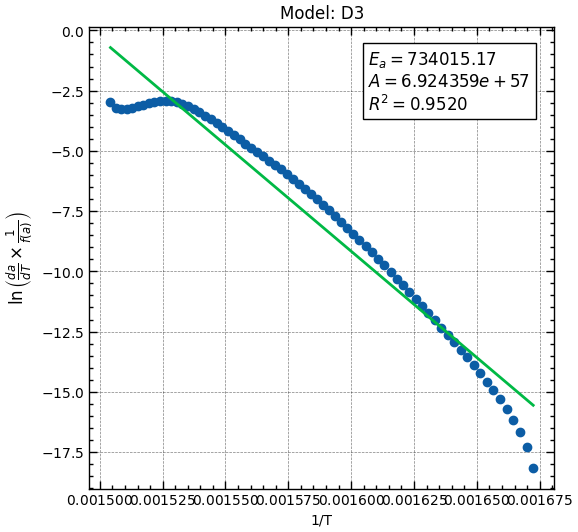 Model: D3
E_a = 734015.17
A = 6.924359e + 57
R² = 0.9520
0.0
−2.5
−5.0
−7.5
−10.0
−12.5
−15.0
−17.5
ln(da/dT × 1/f(a))
0.001500 0.001525 0.001550 0.001575 0.001600 0.001625 0.001650 0.001675
1/T